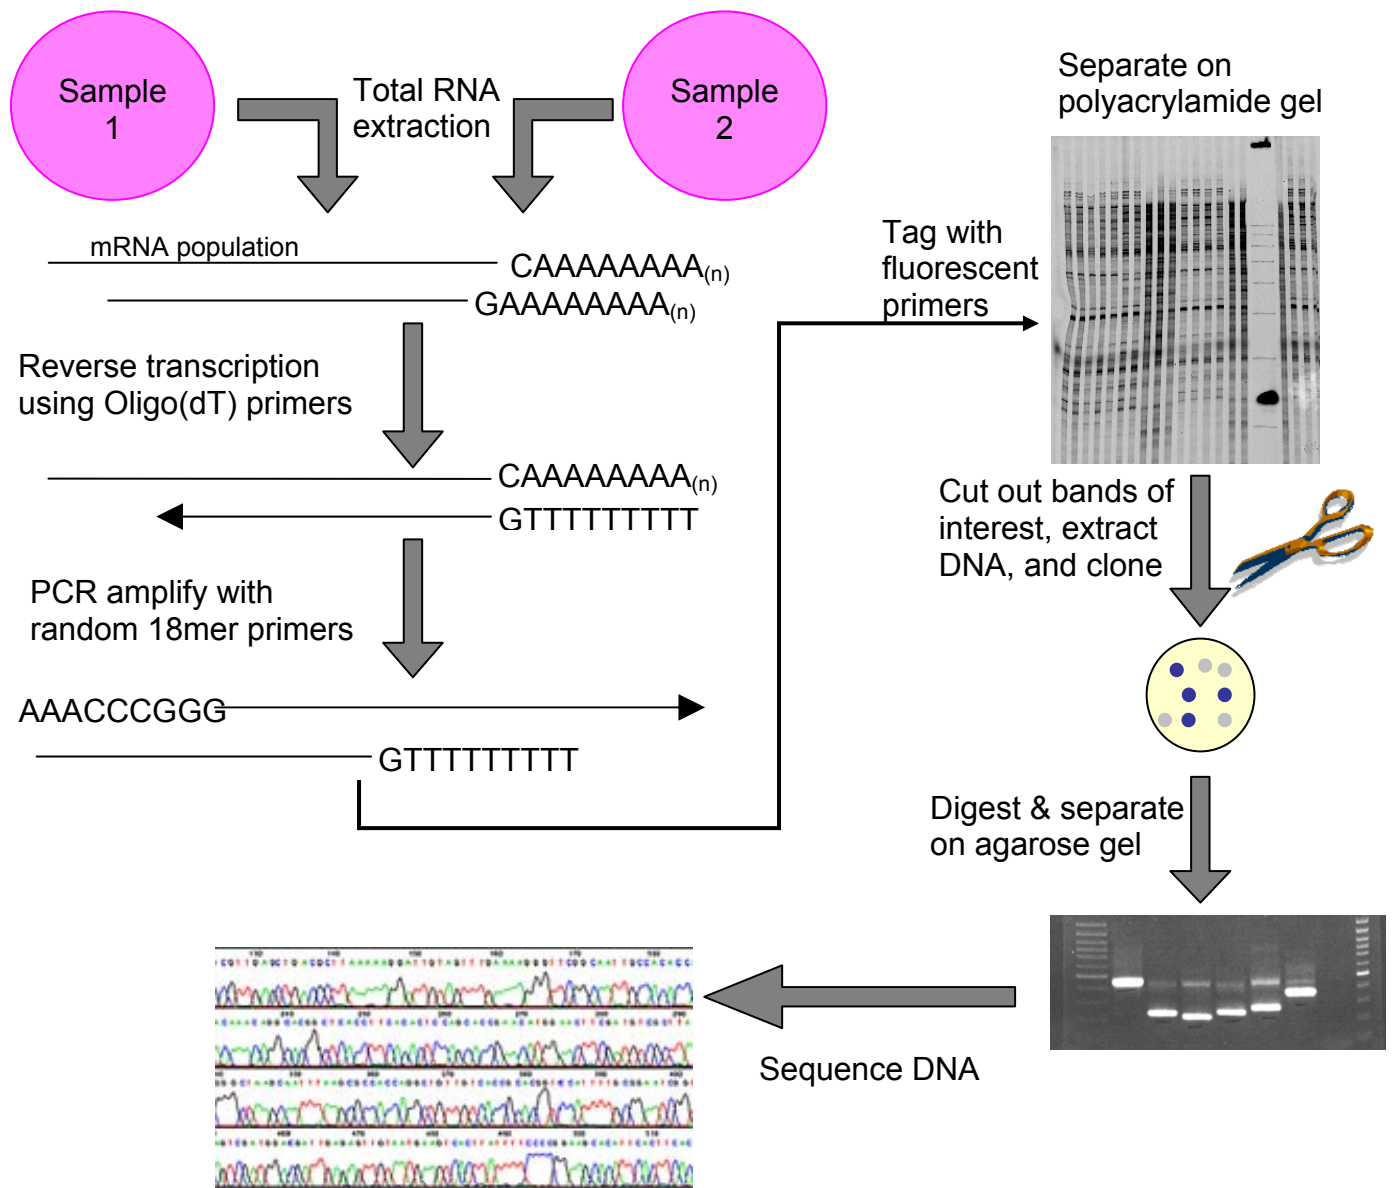 Sample
1
Total RNA
extraction
Sample
2
mRNA population
CAAAAAAAA(n)
GAAAAAAAA(n)
Reverse transcription
using Oligo(dT) primers
CAAAAAAAA(n)
GTTTTTTTTT
PCR amplify with
random 18mer primers
AAACCCGGG
GTTTTTTTTT
Tag with
fluorescent
primers
Separate on
polyacrylamide gel
Cut out bands of
interest, extract
DNA, and clone
Digest & separate
on agarose gel
Sequence DNA